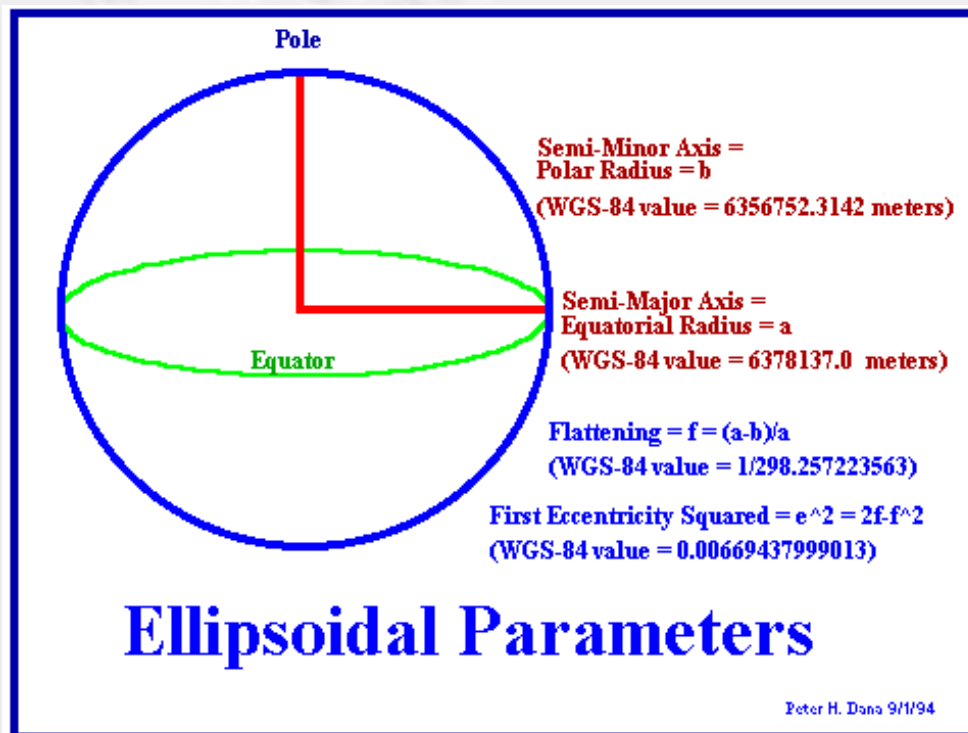 Pole
Semi-Minor Axis =
Polar Radius = b
(WGS-84 value = 6356752.3142 meters)
Semi-Major Axis =
Equatorial Radius = a
(WGS-84 value = 6378137.0 meters)
Equator
Flattening = f = (a-b)/a
(WGS-84 value = 1/298.257223563)
First Eccentricity Squared = e^2 = 2f-f^2
(WGS-84 value = 0.00669437999013)
Ellipsoidal Parameters
Peter H. Dana 9/1/94